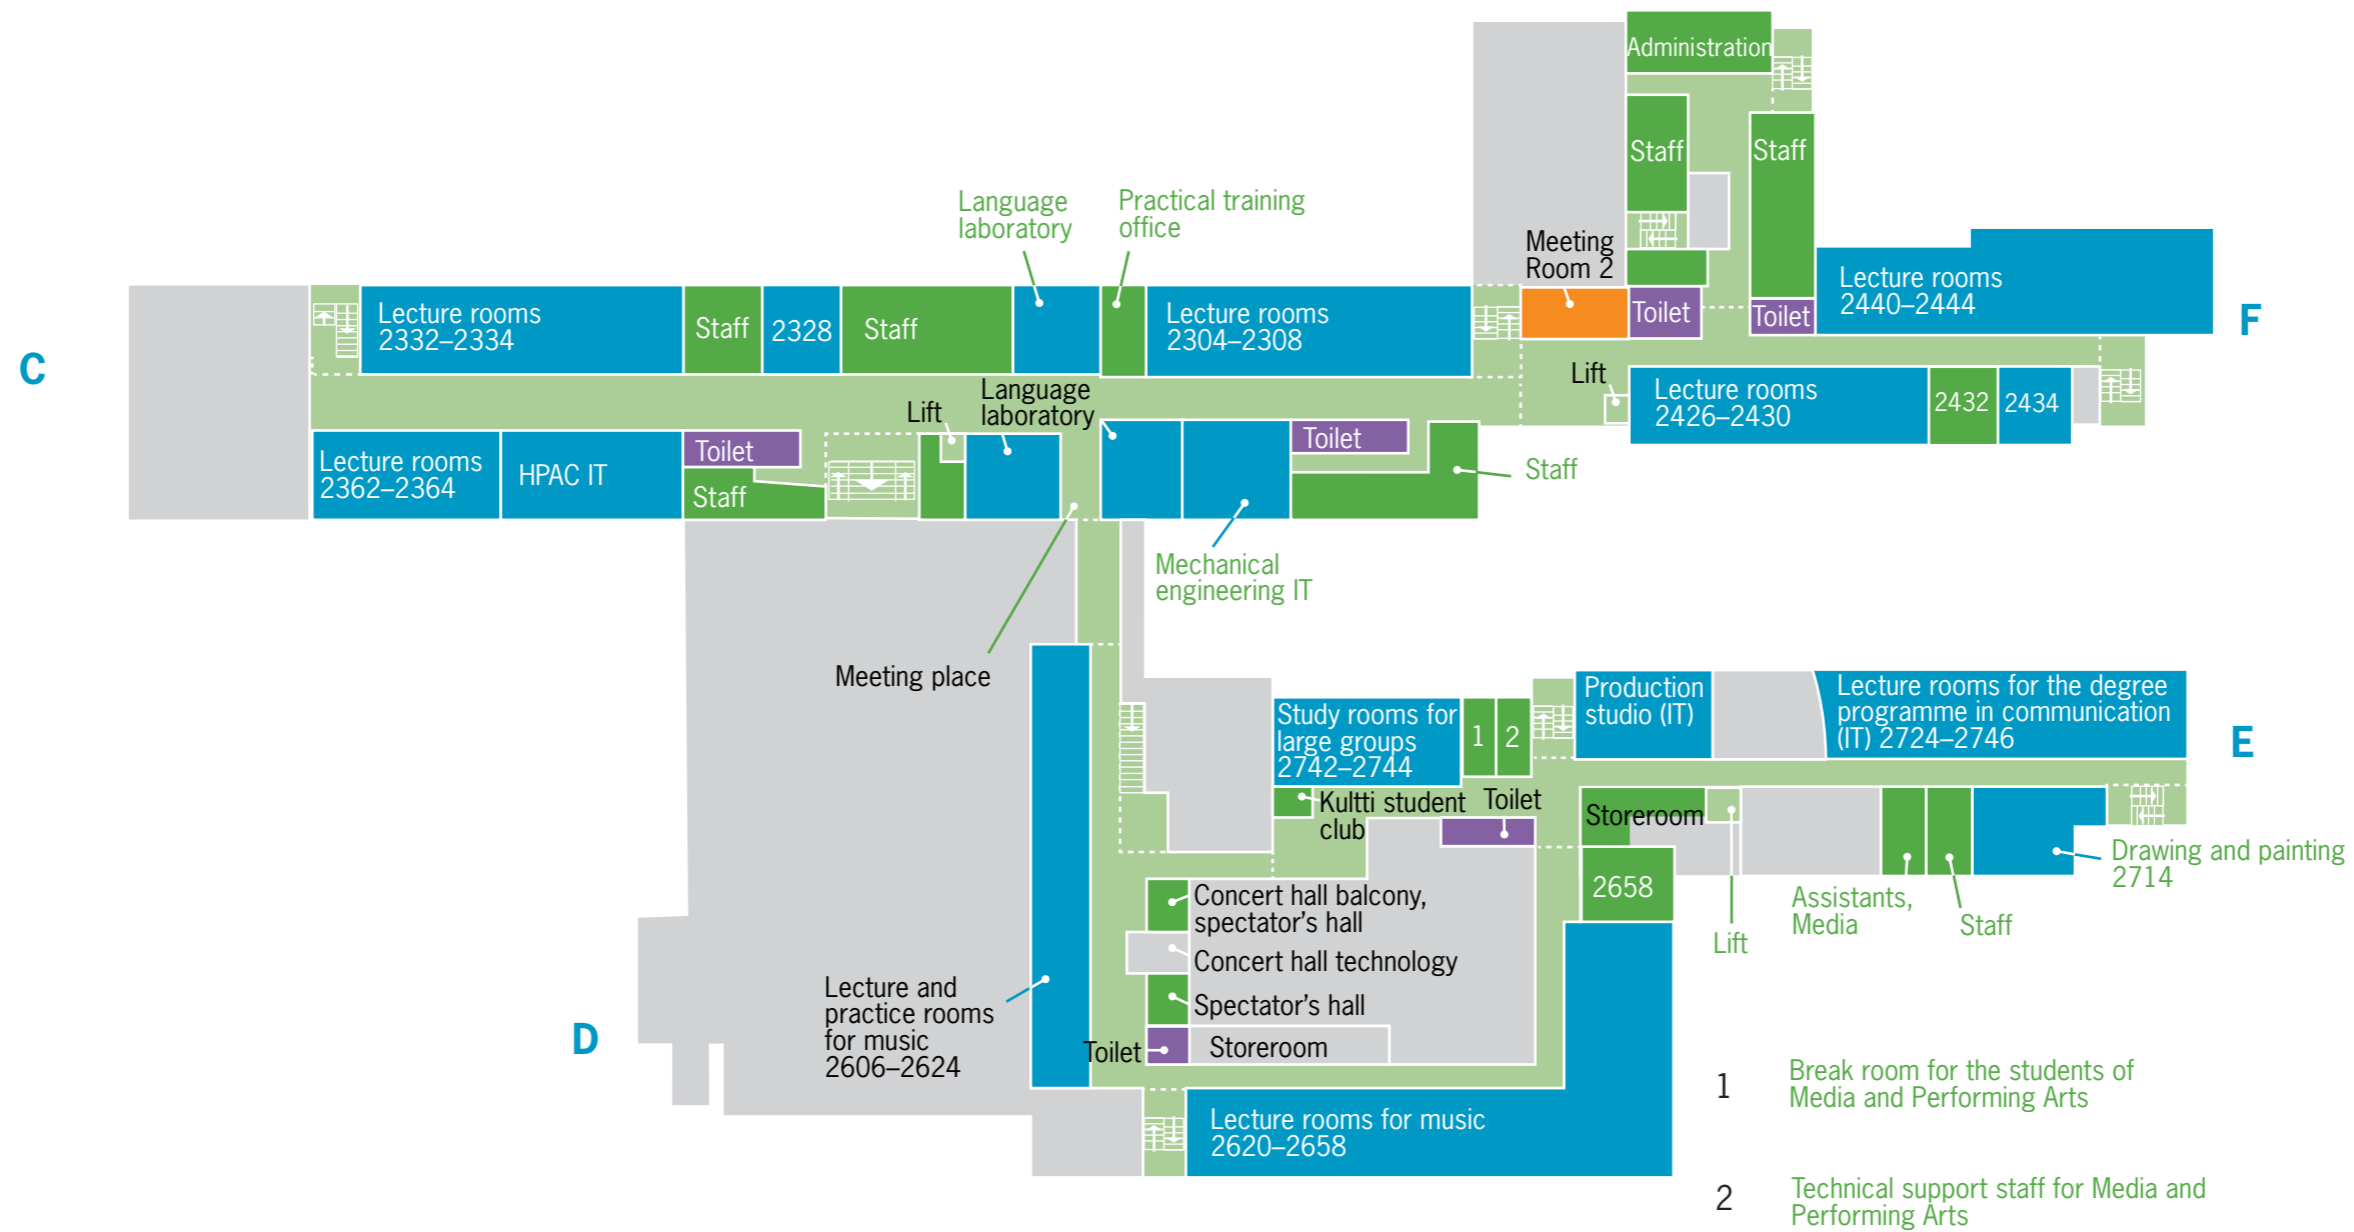 Administration
Staff
Staff
Language
laboratory
Practical training
office
Meeting
Room 2
Toilet
Toilet
Lecture rooms
2440–2444
F
C
Lecture rooms
2332–2334
Staff
2328
Staff
Lecture rooms
2304–2308
Lift
Language
laboratory
Lift
Lecture rooms
2426–2430
2432
2434
Lecture rooms
2362–2364
HPAC IT
Toilet
Staff
Toilet
Staff
Mechanical
engineering IT
Meeting place
Study rooms for
large groups
2742–2744
1
2
Production
studio (IT)
Lecture rooms for the degree
programme in communication
(IT) 2724–2746
E
Kultti student
club
Toilet
Storeroom
2658
Lift
Assistants,
Media
Staff
Drawing and painting
2714
Concert hall balcony,
spectator’s hall
Concert hall technology
Spectator’s hall
Toilet
Storeroom
Lecture and
practice rooms
for music
2606–2624
D
Lecture rooms for music
2620–2658
1
Break room for the students of
Media and Performing Arts
2
Technical support staff for Media and
Performing Arts